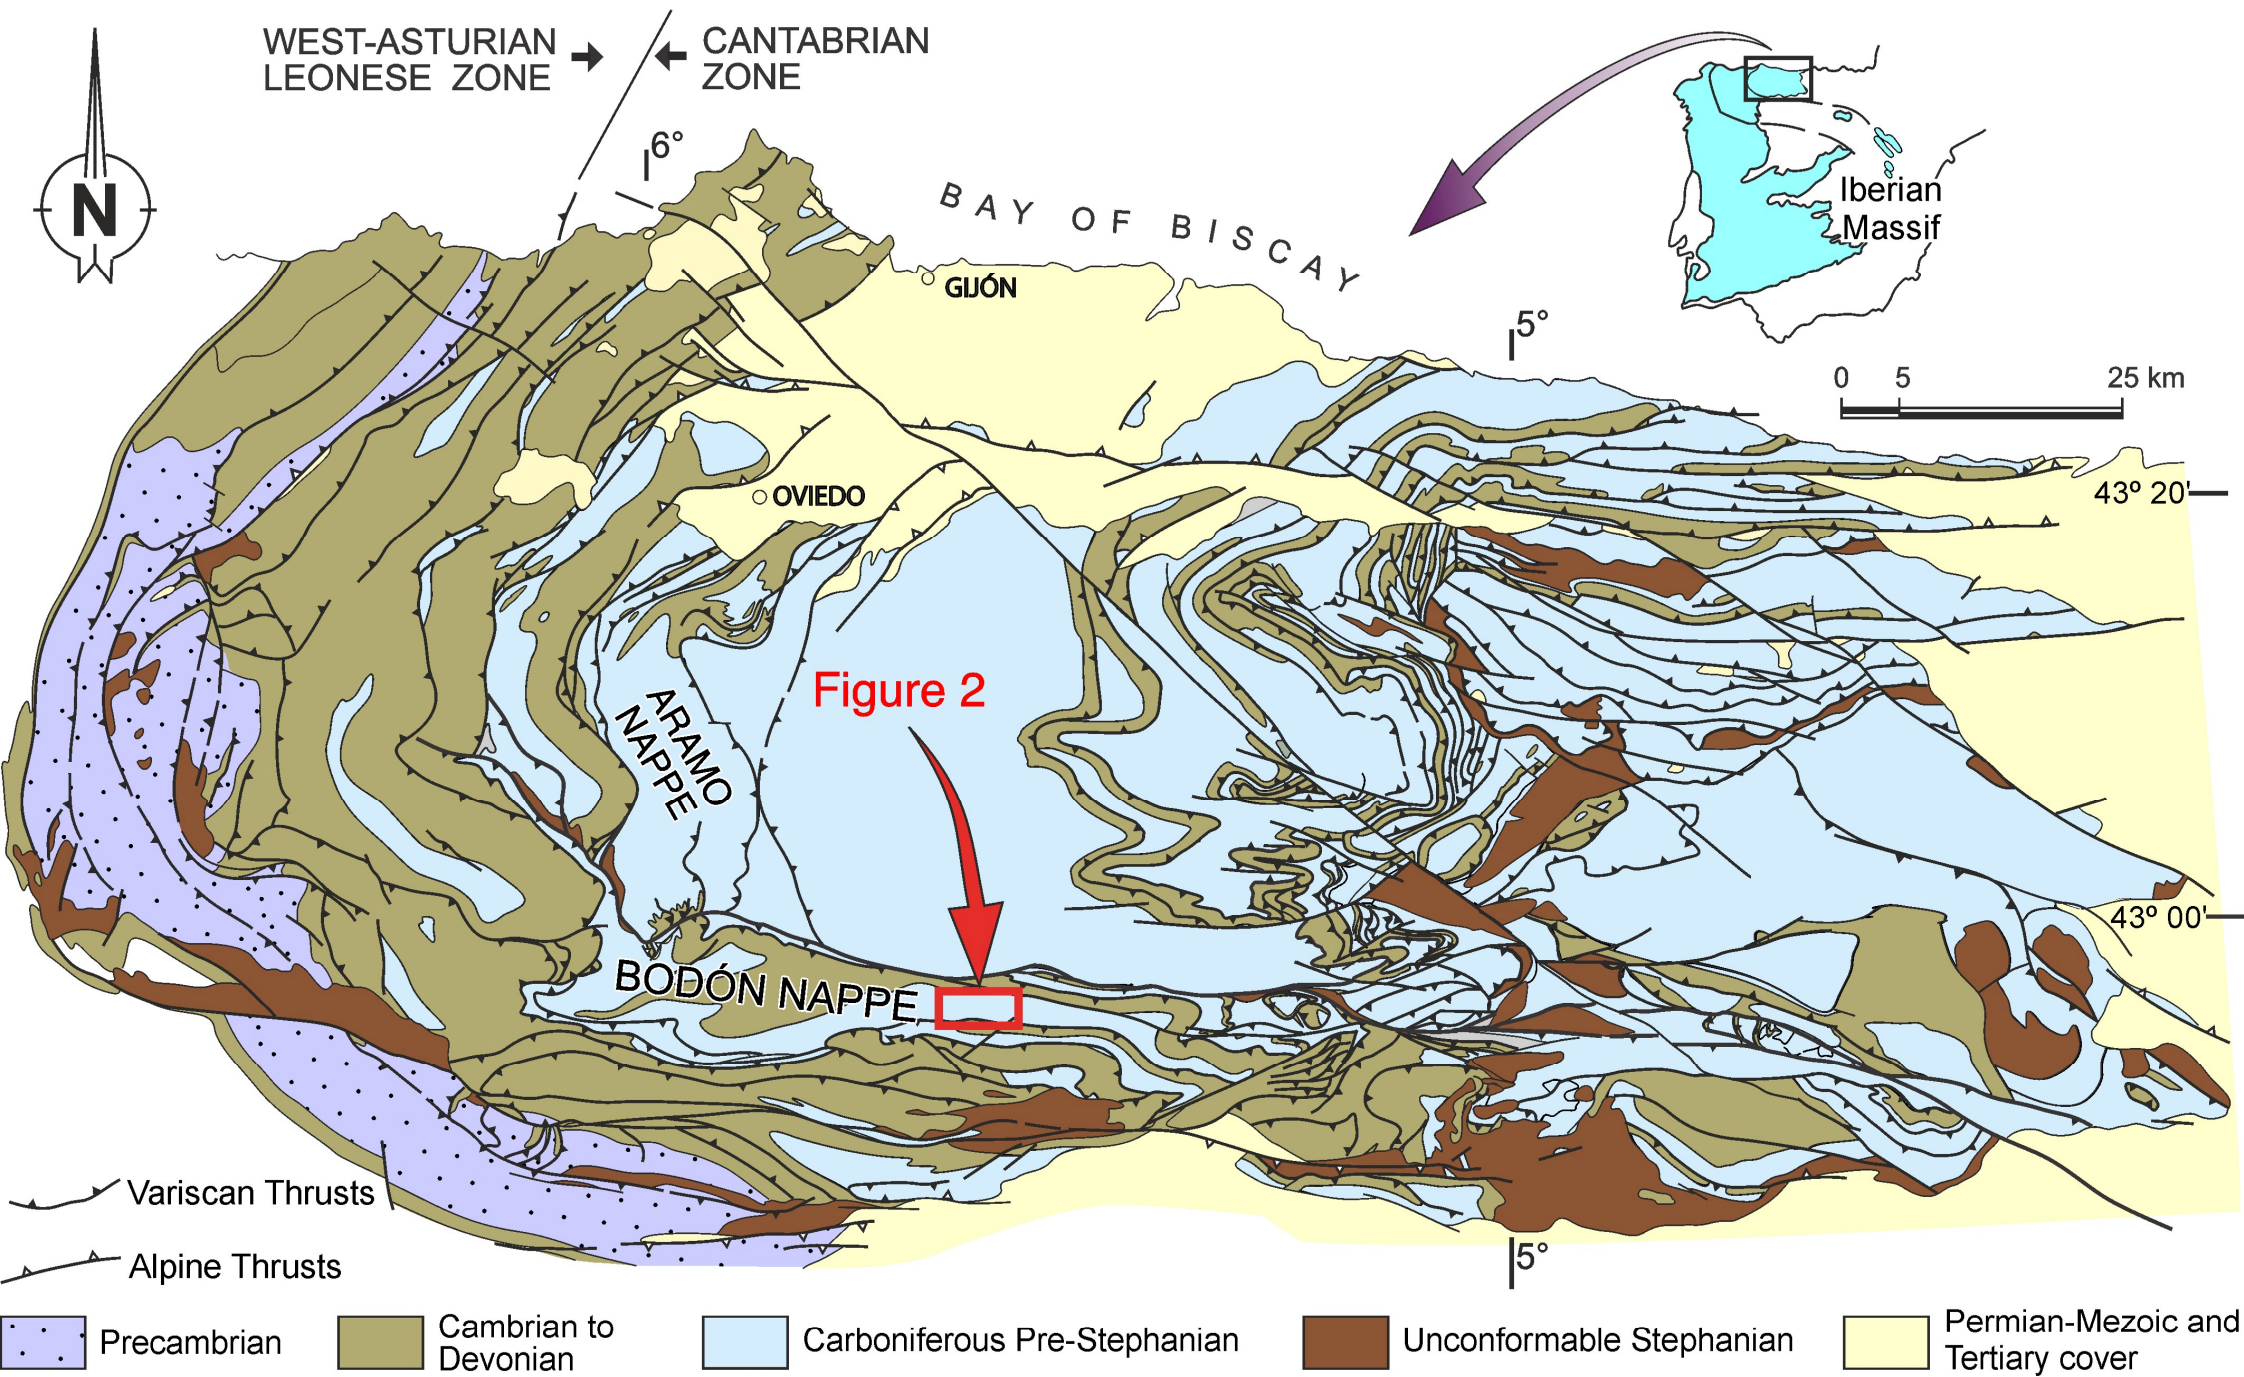 WEST-ASTURIAN
LEONESE ZONE
CANTABRIAN
ZONE
6°
N
BAY OF BISCAY
Iberian
Massif
GIJÓN
5°
0 5 25 km
OVIEDO
43º 20'
Figure 2
ARAMO
NAPPE
43º 00'
BODÓN NAPPE
Variscan Thrusts
Alpine Thrusts
5°
Precambrian
Cambrian to
Devonian
Carboniferous Pre-Stephanian
Unconformable Stephanian
Permian-Mezoic and
Tertiary cover